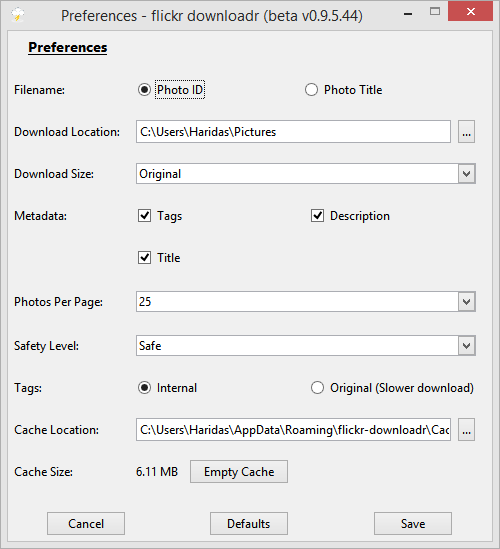 Preferences - flickr downloadr (beta v0.9.5.44)
Preferences
Filename: Photo ID Photo Title
Download Location: C:\Users\Haridas\Pictures ...
Download Size: Original
Metadata: Tags Description
Title
Photos Per Page: 25
Safety Level: Safe
Tags: Internal Original (Slower download)
Cache Location: C:\Users\Haridas\AppData\Roaming\flickr-downloadr\Cac ...
Cache Size: 6.11 MB Empty Cache
Cancel Defaults Save